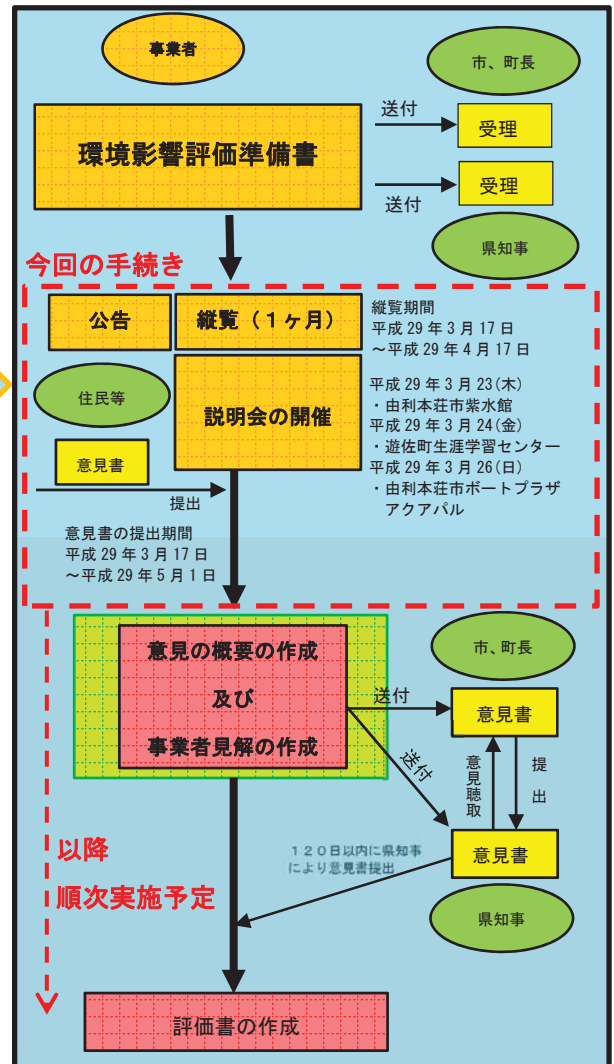 事業者
市、町長
環境影響評価準備書
送付
受理
受理
送付
県知事
今回の手続き
公告
縦覧（１ヶ月）
縦覧期間
平成 29 年 3 月 17 日
～平成 29 年 4 月 17 日
住民等
説明会の開催
平成 29 年 3 月 23(木)
・由利本荘市紫水館
平成 29 年 3 月 24(金)
・遊佐町生涯学習センター
平成 29 年 3 月 26(日)
・由利本荘市ボートプラザ
アクアパル
意見書
提出
意見書の提出期間
平成 29 年 3 月 17 日
～平成 29 年 5 月 1 日
意見の概要の作成
及び
事業者見解の作成
市、町長
送付
意見書
送付
意見聴取
提出
以降
順次実施予定
１２０日以内に県知事
により意見書提出
意見書
県知事
評価書の作成